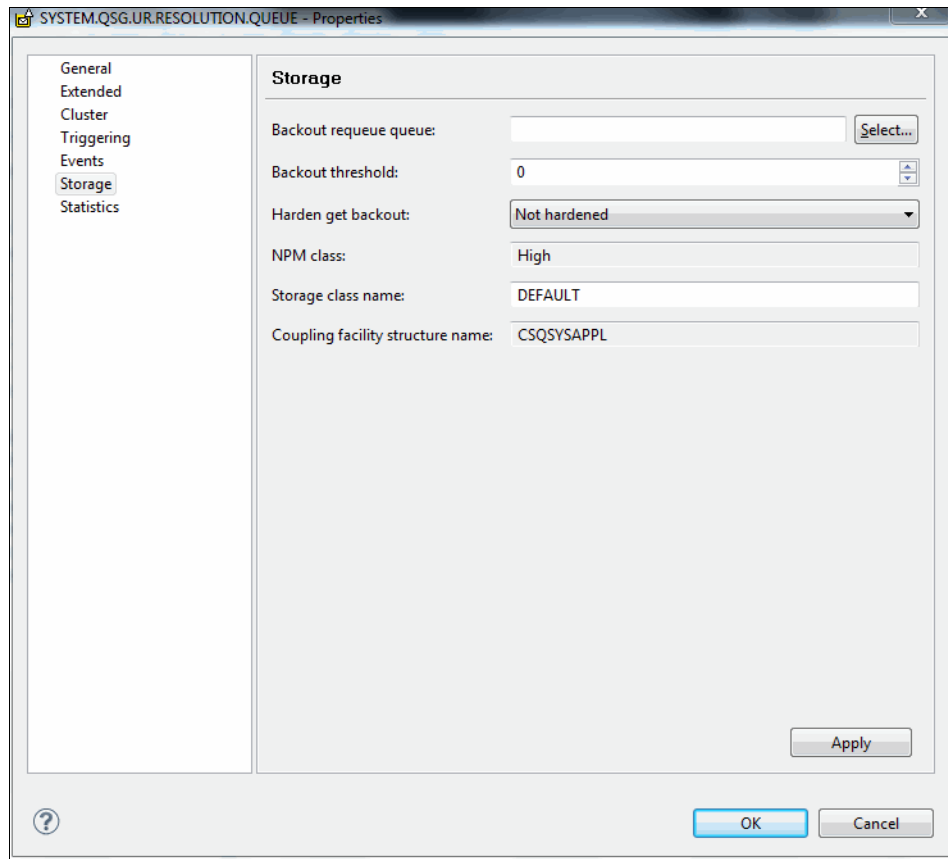 SYSTEM.QSG.UR.RESOLUTION.QUEUE - Properties
X
General
Extended
Cluster
Triggering
Events
Storage
Statistics
Storage
Backout requeue queue:
Select...
Backout threshold: 0
Harden get backout: Not hardened
NPM class: High
Storage class name: DEFAULT
Coupling facility structure name: CSQSYSAPPL
Apply
?
OK Cancel